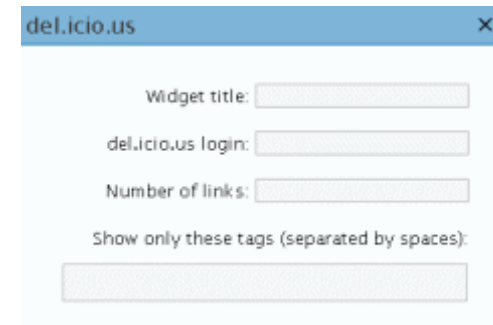 del.icio.us
Widget title:
del.icio.us login:
Number of links:
Show only these tags (separated by spaces):